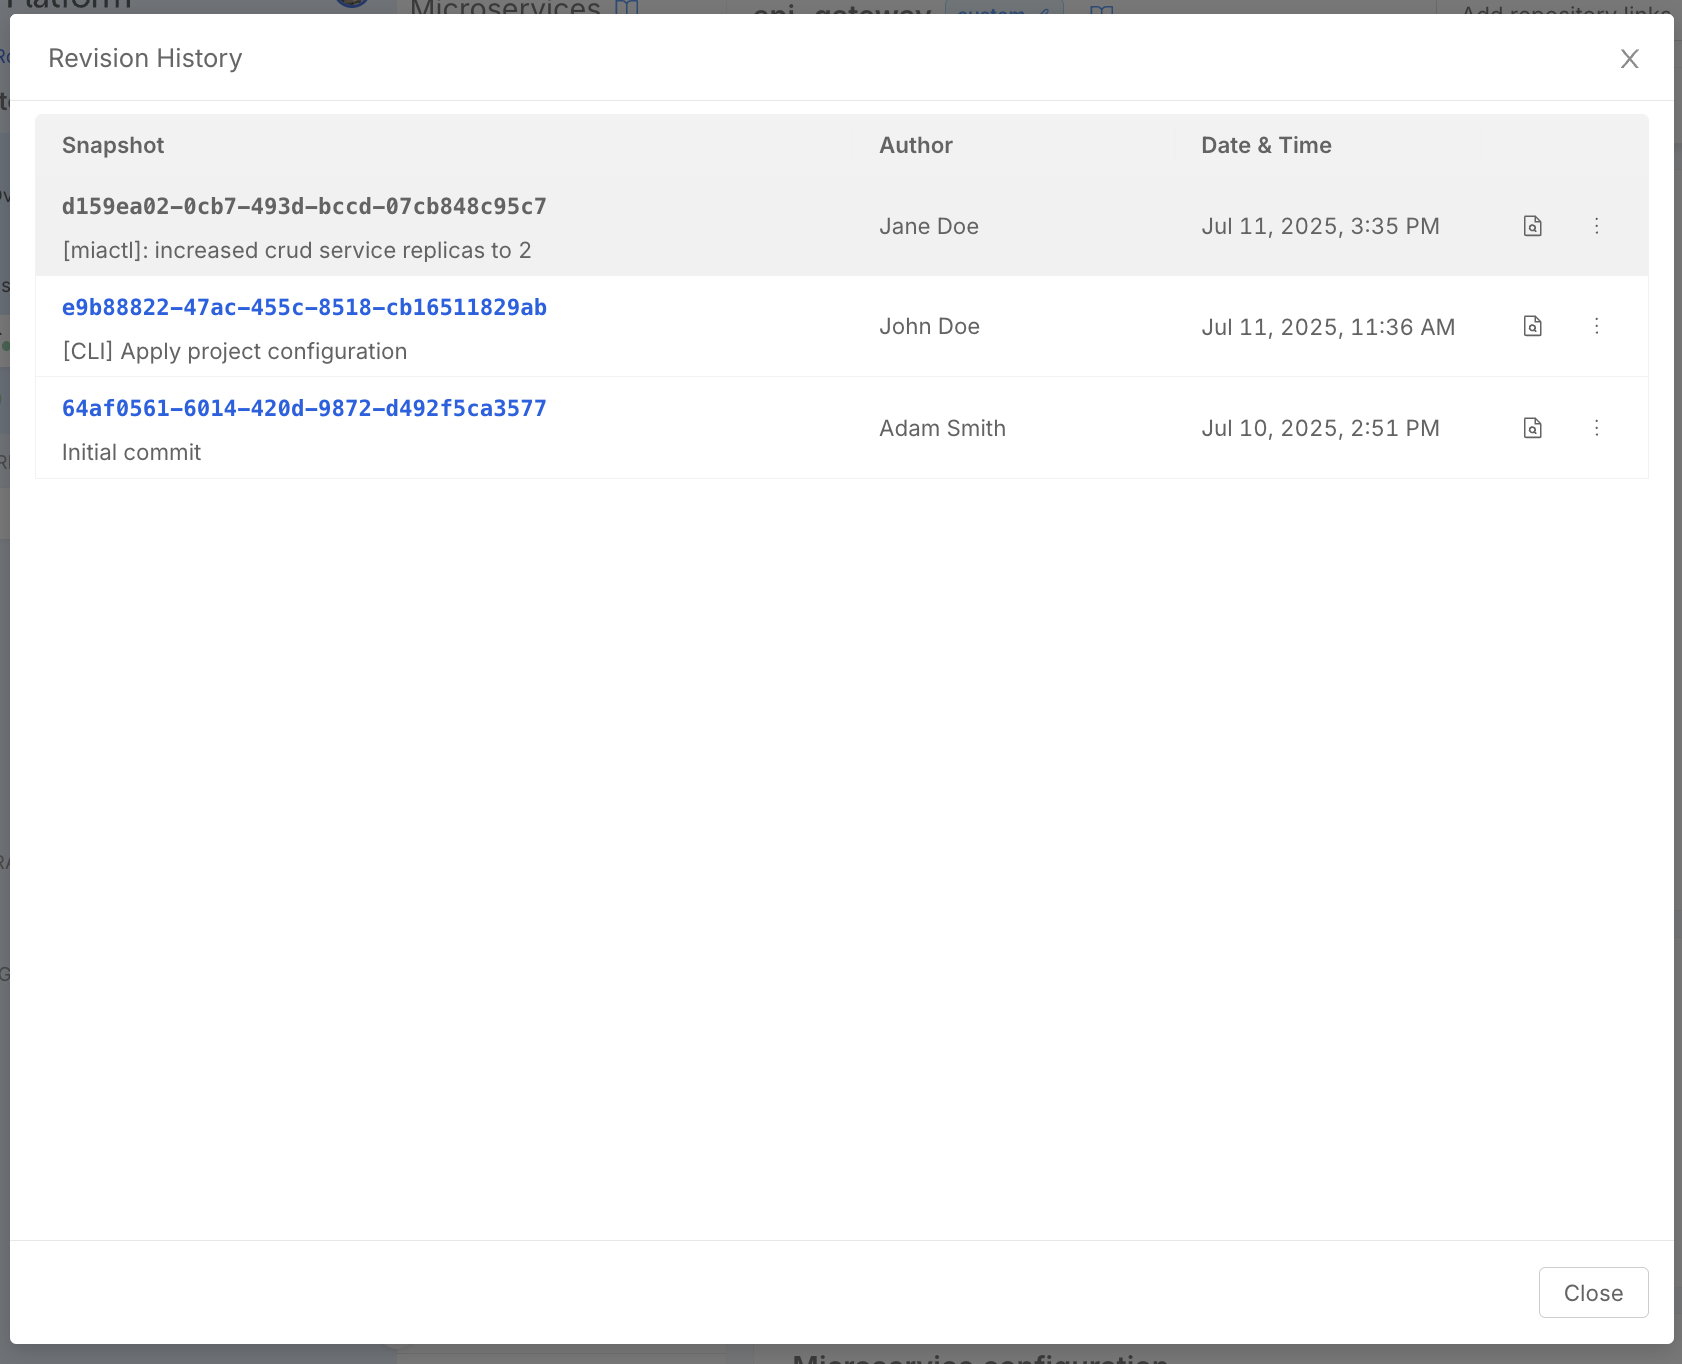 Platform
Microservices
api-gateway
custom
Add repository links
Revision History
Snapshot
Author
Date & Time
d159ea02-0cb7-493d-bccd-07cb848c95c7
[miactl]: increased crud service replicas to 2
Jane Doe
Jul 11, 2025, 3:35 PM
e9b88822-47ac-455c-8518-cb16511829ab
[CLI] Apply project configuration
John Doe
Jul 11, 2025, 11:36 AM
64af0561-6014-420d-9872-d492f5ca3577
Initial commit
Adam Smith
Jul 10, 2025, 2:51 PM
Close
Microservice configuration